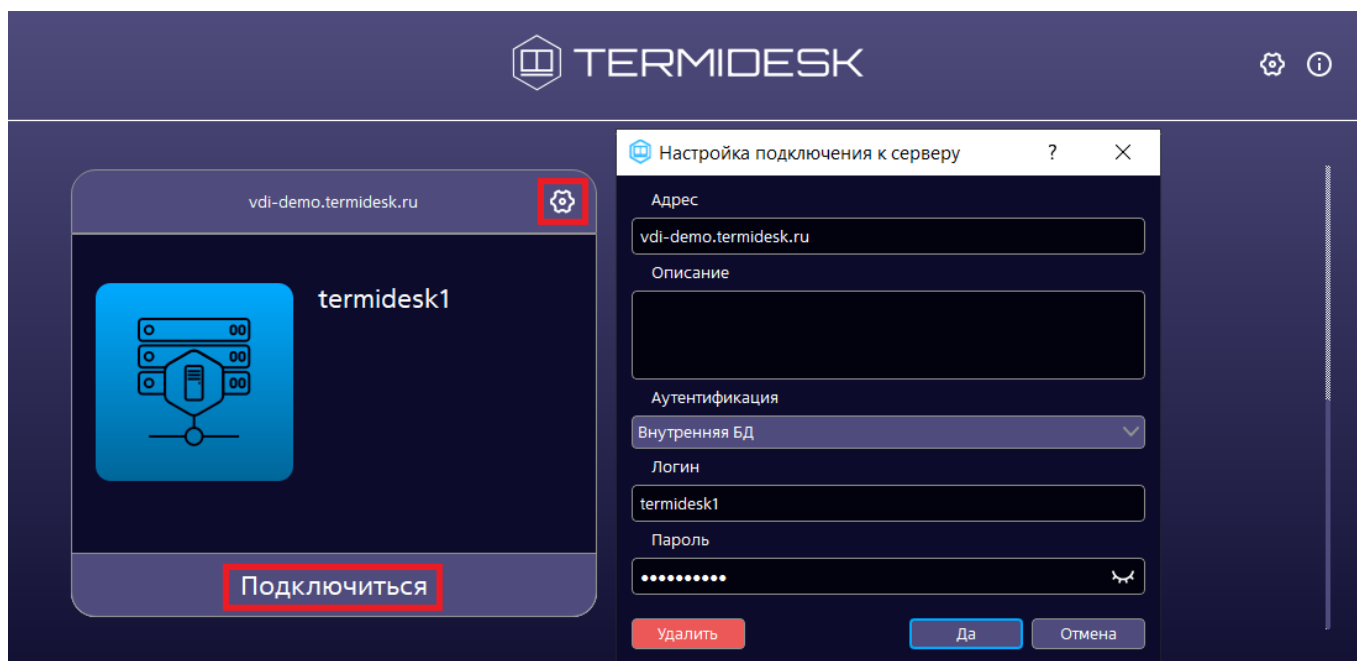 TERMIDESK
vdi-demo.termidesk.ru
termidesk1
Подключиться
Настройка подключения к серверу
?
Адрес
vdi-demo.termidesk.ru
Описание
Аутентификация
Внутренняя БД
Логин
termidesk1
Пароль
••••••••••
Удалить
Да
Отмена